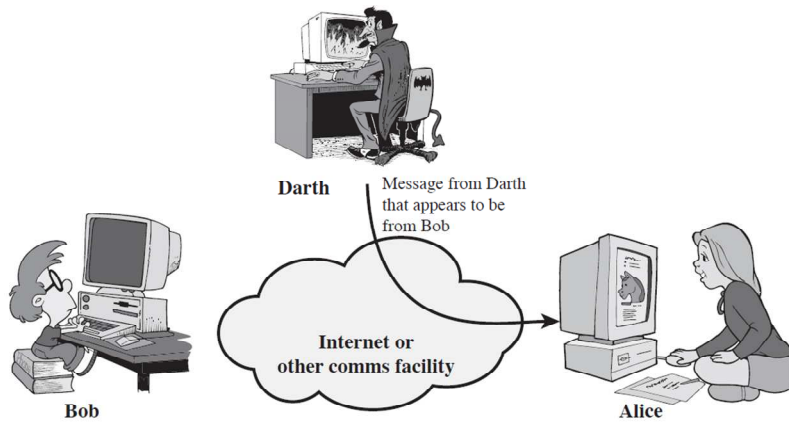 Darth
Message from Darth
that appears to be
from Bob
Internet or
other comms facility
Bob
Alice